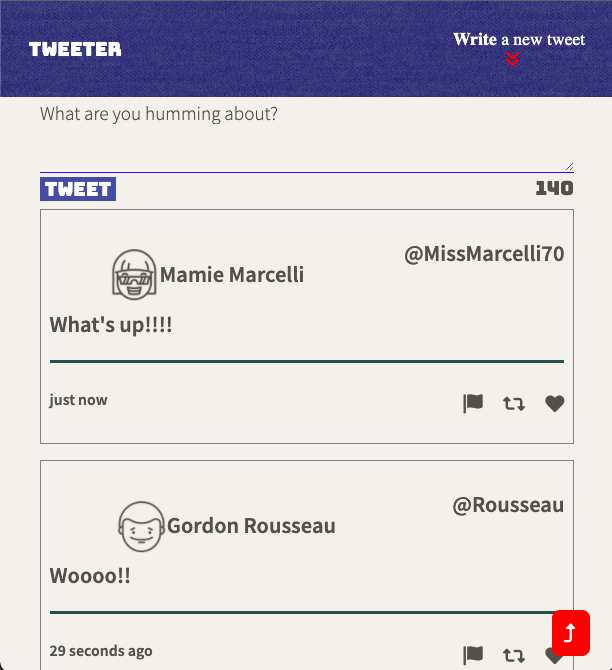 TWEETER
Write a new tweet
What are you humming about?
TWEET
140
@MissMarcelli70
Mamie Marcelli
What's up!!!!
just now
@Rousseau
Gordon Rousseau
Woooo!!
29 seconds ago